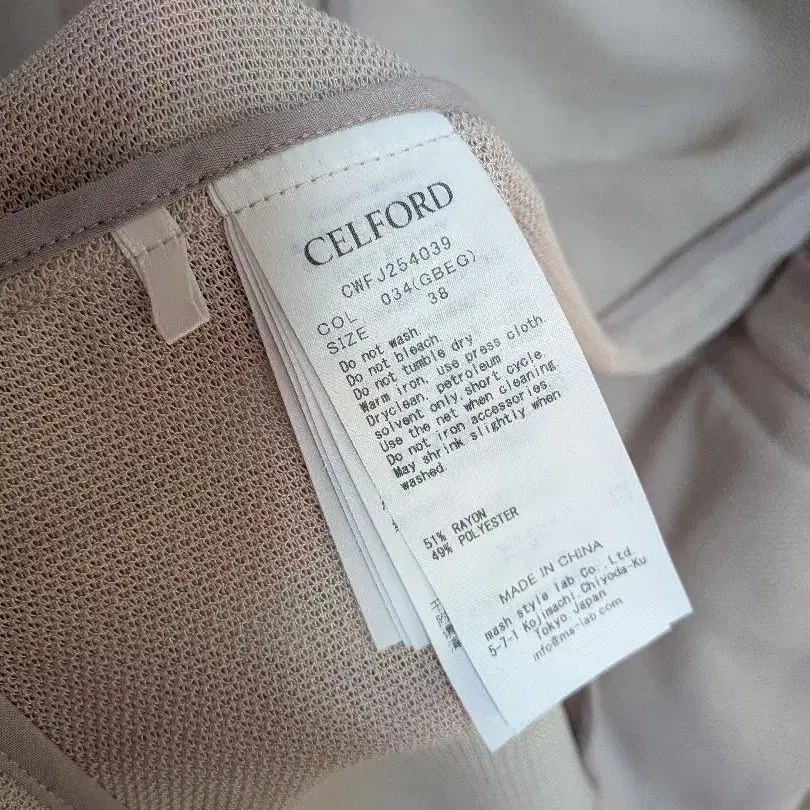 CELFORD
CWFJ254039
COL 034(GBEG)
SIZE 38
Do not wash.
Do not bleach.
Do not tumble dry.
Warm iron, use press cloth.
Dryclean, petroleum
solvent only, short cycle.
Use the net when cleaning.
Do not iron accessories.
May shrink slightly when
washed.
51% RAYON
49% POLYESTER
MADE IN CHINA
mash style lab Co.,Ltd.
5-7-1 Kojimachi,Chiyoda-Ku
Tokyo,Japan
info@ms-lab.com